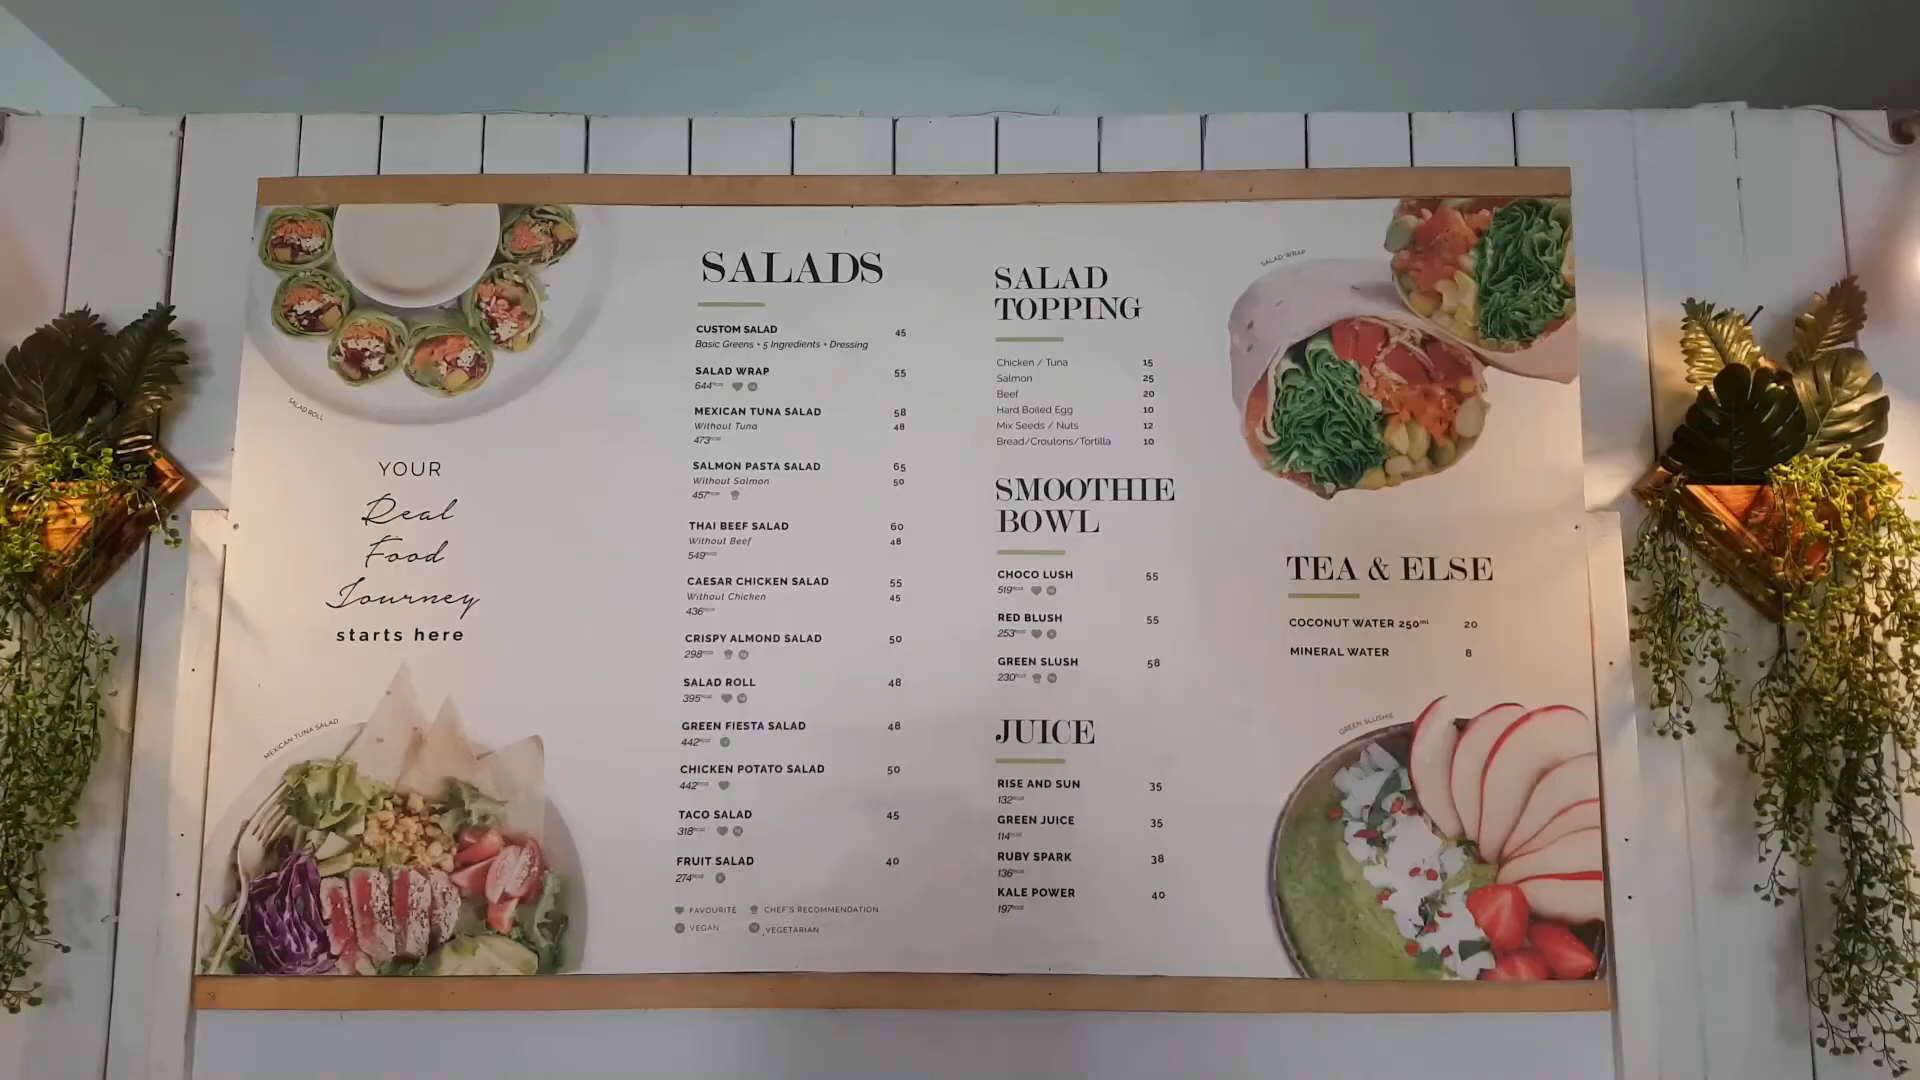 SALAD ROLL
YOUR
Real
Food
Journey
starts here
MEXICAN TUNA SALAD
SALADS
CUSTOM SALAD 45
Basic Greens + 5 Ingredients + Dressing
SALAD WRAP 55
644kcal
MEXICAN TUNA SALAD 58
Without Tuna 48
473kcal
SALMON PASTA SALAD 65
Without Salmon 50
457kcal
THAI BEEF SALAD 60
Without Beef 48
549kcal
CAESAR CHICKEN SALAD 55
Without Chicken 45
436kcal
CRISPY ALMOND SALAD 50
298kcal
SALAD ROLL 48
395kcal
GREEN FIESTA SALAD 48
442kcal
CHICKEN POTATO SALAD 50
442kcal
TACO SALAD 45
318kcal
FRUIT SALAD 40
274kcal
FAVOURITE CHEF'S RECOMMENDATION
VEGAN VEGETARIAN
SALAD
TOPPING
Chicken / Tuna 15
Salmon 25
Beef 20
Hard Boiled Egg 10
Mix Seeds / Nuts 12
Bread/Croutons/Tortilla 10
SMOOTHIE
BOWL
CHOCO LUSH 55
519kcal
RED BLUSH 55
253kcal
GREEN SLUSH 58
230kcal
JUICE
RISE AND SUN 35
132kcal
GREEN JUICE 35
114kcal
RUBY SPARK 38
136kcal
KALE POWER 40
197kcal
SALAD WRAP
TEA & ELSE
COCONUT WATER 250ml 20
MINERAL WATER 8
GREEN SLUSHIE